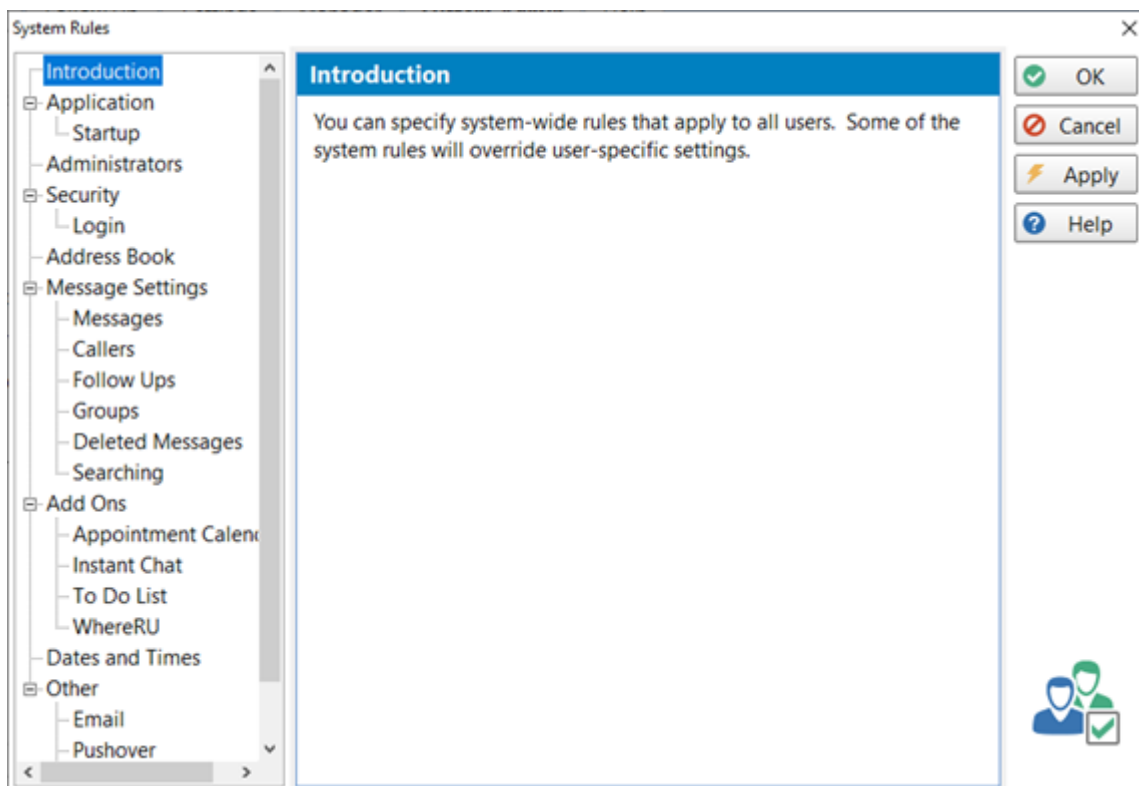 System Rules
Introduction
Application
Startup
Administrators
Security
Login
Address Book
Message Settings
Messages
Callers
Follow Ups
Groups
Deleted Messages
Searching
Add Ons
Appointment Calen
Instant Chat
To Do List
WhereRU
Dates and Times
Other
Email
Pushover
Introduction
You can specify system-wide rules that apply to all users. Some of the
system rules will override user-specific settings.
OK
Cancel
Apply
Help